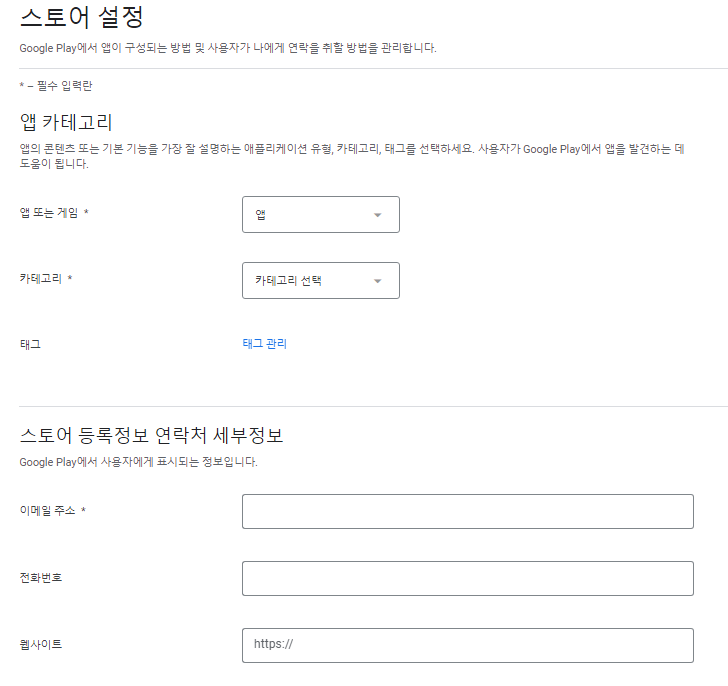 스토어 설정
Google Play에서 앱이 구성되는 방법 및 사용자가 나에게 연락을 취할 방법을 관리합니다.
* – 필수 입력란
앱 카테고리
앱의 콘텐츠 또는 기본 기능을 가장 잘 설명하는 애플리케이션 유형, 카테고리, 태그를 선택하세요. 사용자가 Google Play에서 앱을 발견하는 데
도움이 됩니다.
앱 또는 게임 *
앱
카테고리 *
카테고리 선택
태그
태그 관리
스토어 등록정보 연락처 세부정보
Google Play에서 사용자에게 표시되는 정보입니다.
이메일 주소 *
전화번호
웹사이트
https://